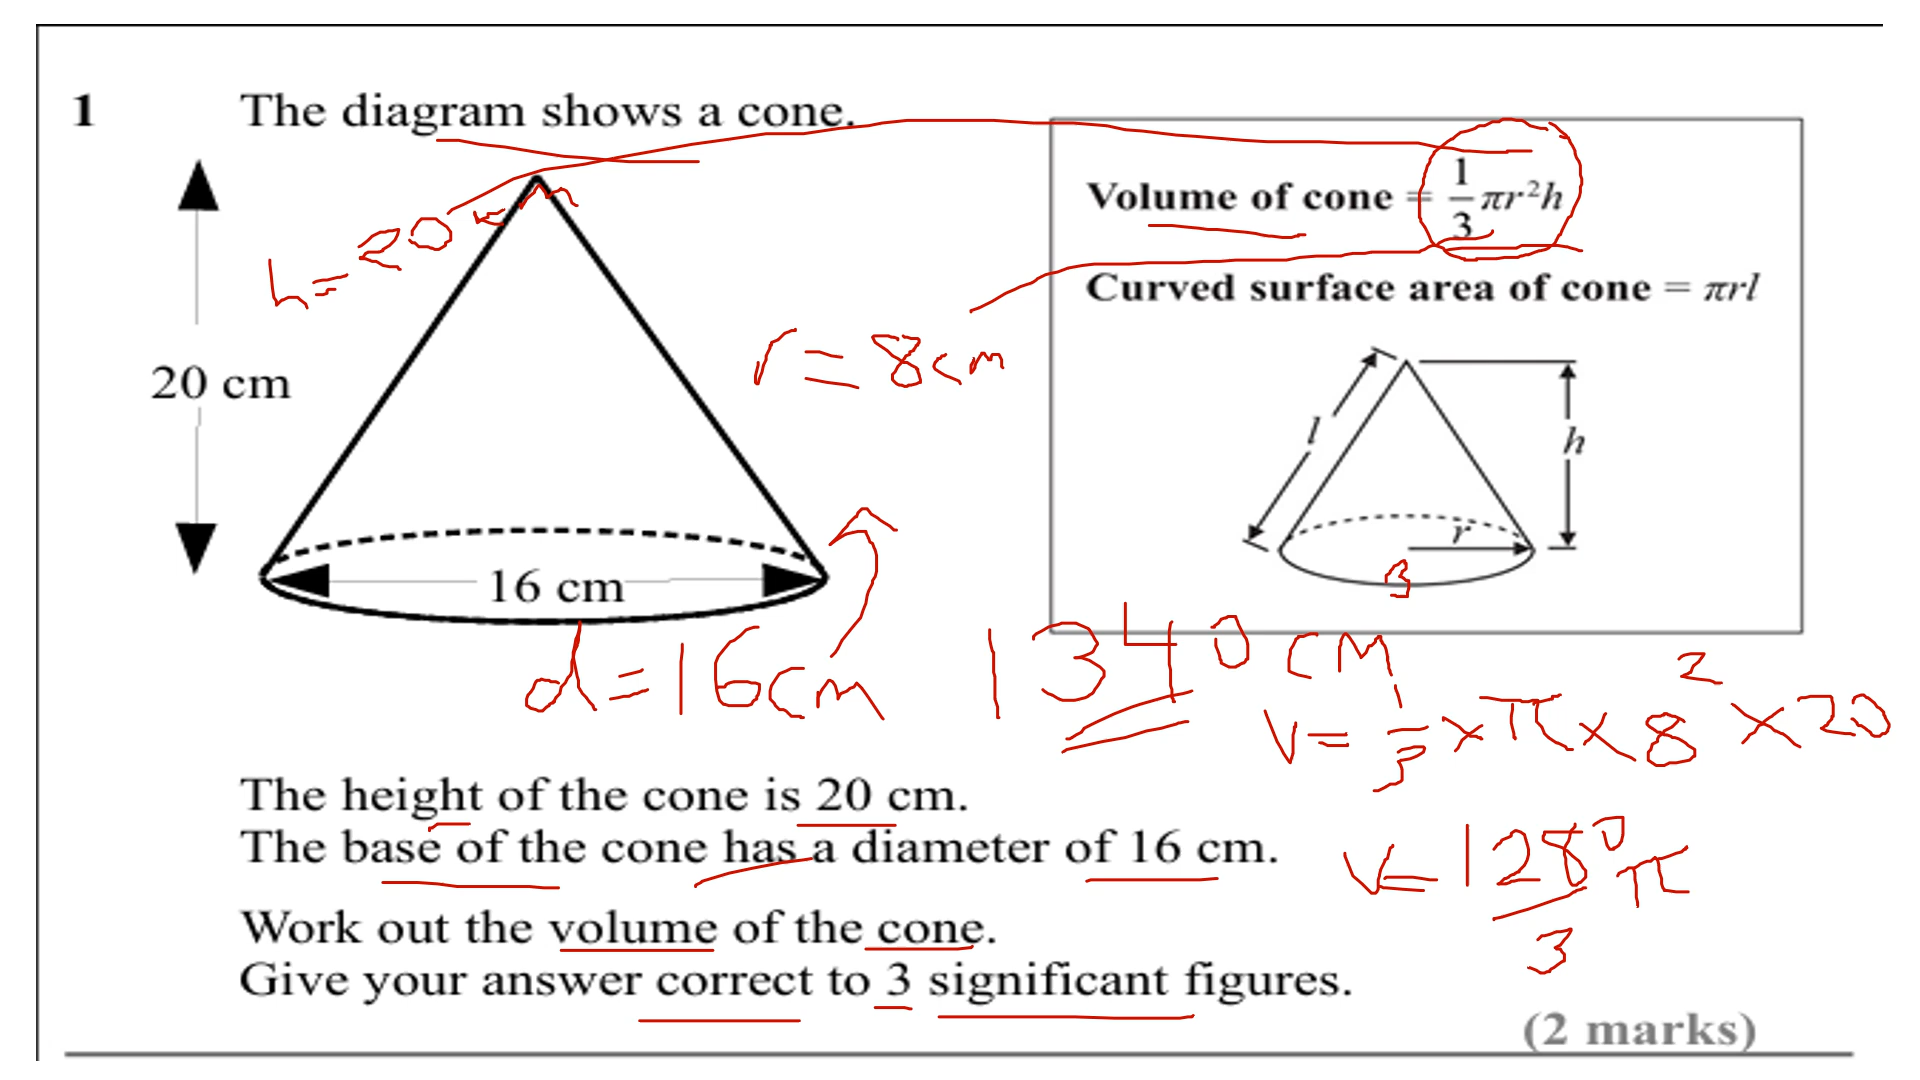 1 The diagram shows a cone.
Volume of cone = 1/3 πr²h
h = 20
Curved surface area of cone = πrl
r = 8cm
20 cm
l
h
r
16 cm
3
d = 16cm
1340 cm
V = 1/3 × π × 8² × 20
The height of the cone is 20 cm.
The base of the cone has a diameter of 16 cm.
V = 1280/3 π
Work out the volume of the cone.
Give your answer correct to 3 significant figures.
(2 marks)